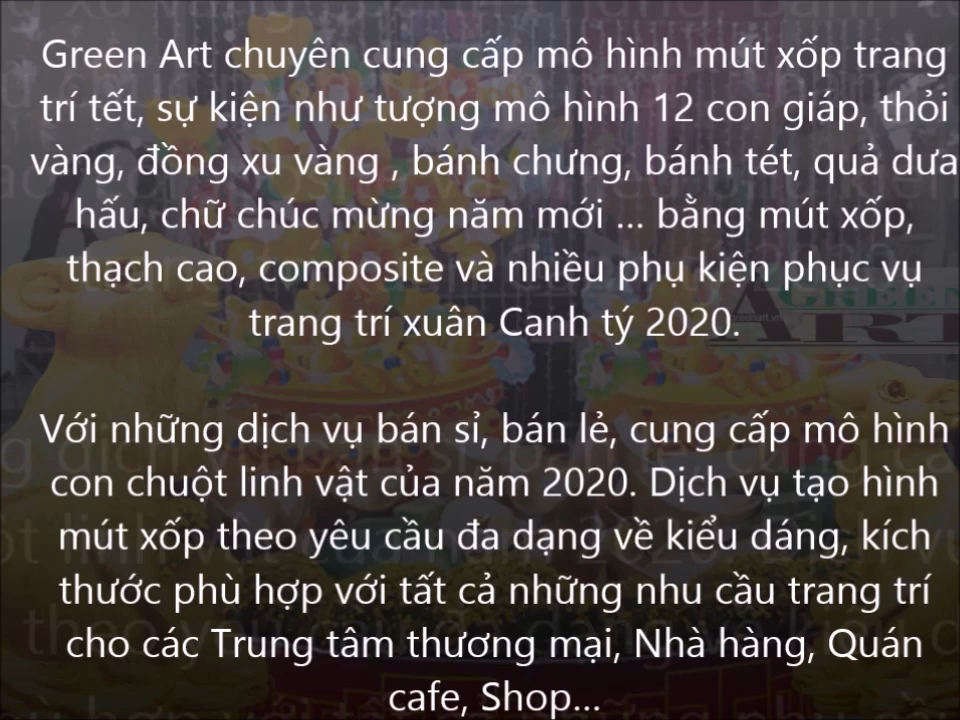 Green Art chuyên cung cấp mô hình mút xốp trang
trí tết, sự kiện như tượng mô hình 12 con giáp, thỏi
vàng, đồng xu vàng , bánh chưng, bánh tét, quả dưa
hấu, chữ chúc mừng năm mới ... bằng mút xốp,
thạch cao, composite và nhiều phụ kiện phục vụ
trang trí xuân Canh tý 2020.
GREEN
ART
Với những dịch vụ bán sỉ, bán lẻ, cung cấp mô hình
con chuột linh vật của năm 2020. Dịch vụ tạo hình
mút xốp theo yêu cầu đa dạng về kiểu dáng, kích
thước phù hợp với tất cả những nhu cầu trang trí
cho các Trung tâm thương mại, Nhà hàng, Quán
cafe, Shop...